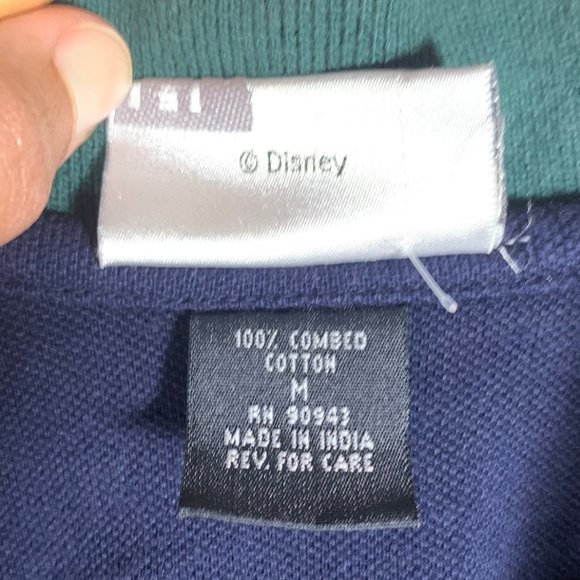 © Disney
100% COMBED
COTTON
M
RN 90943
MADE IN INDIA
REV. FOR CARE